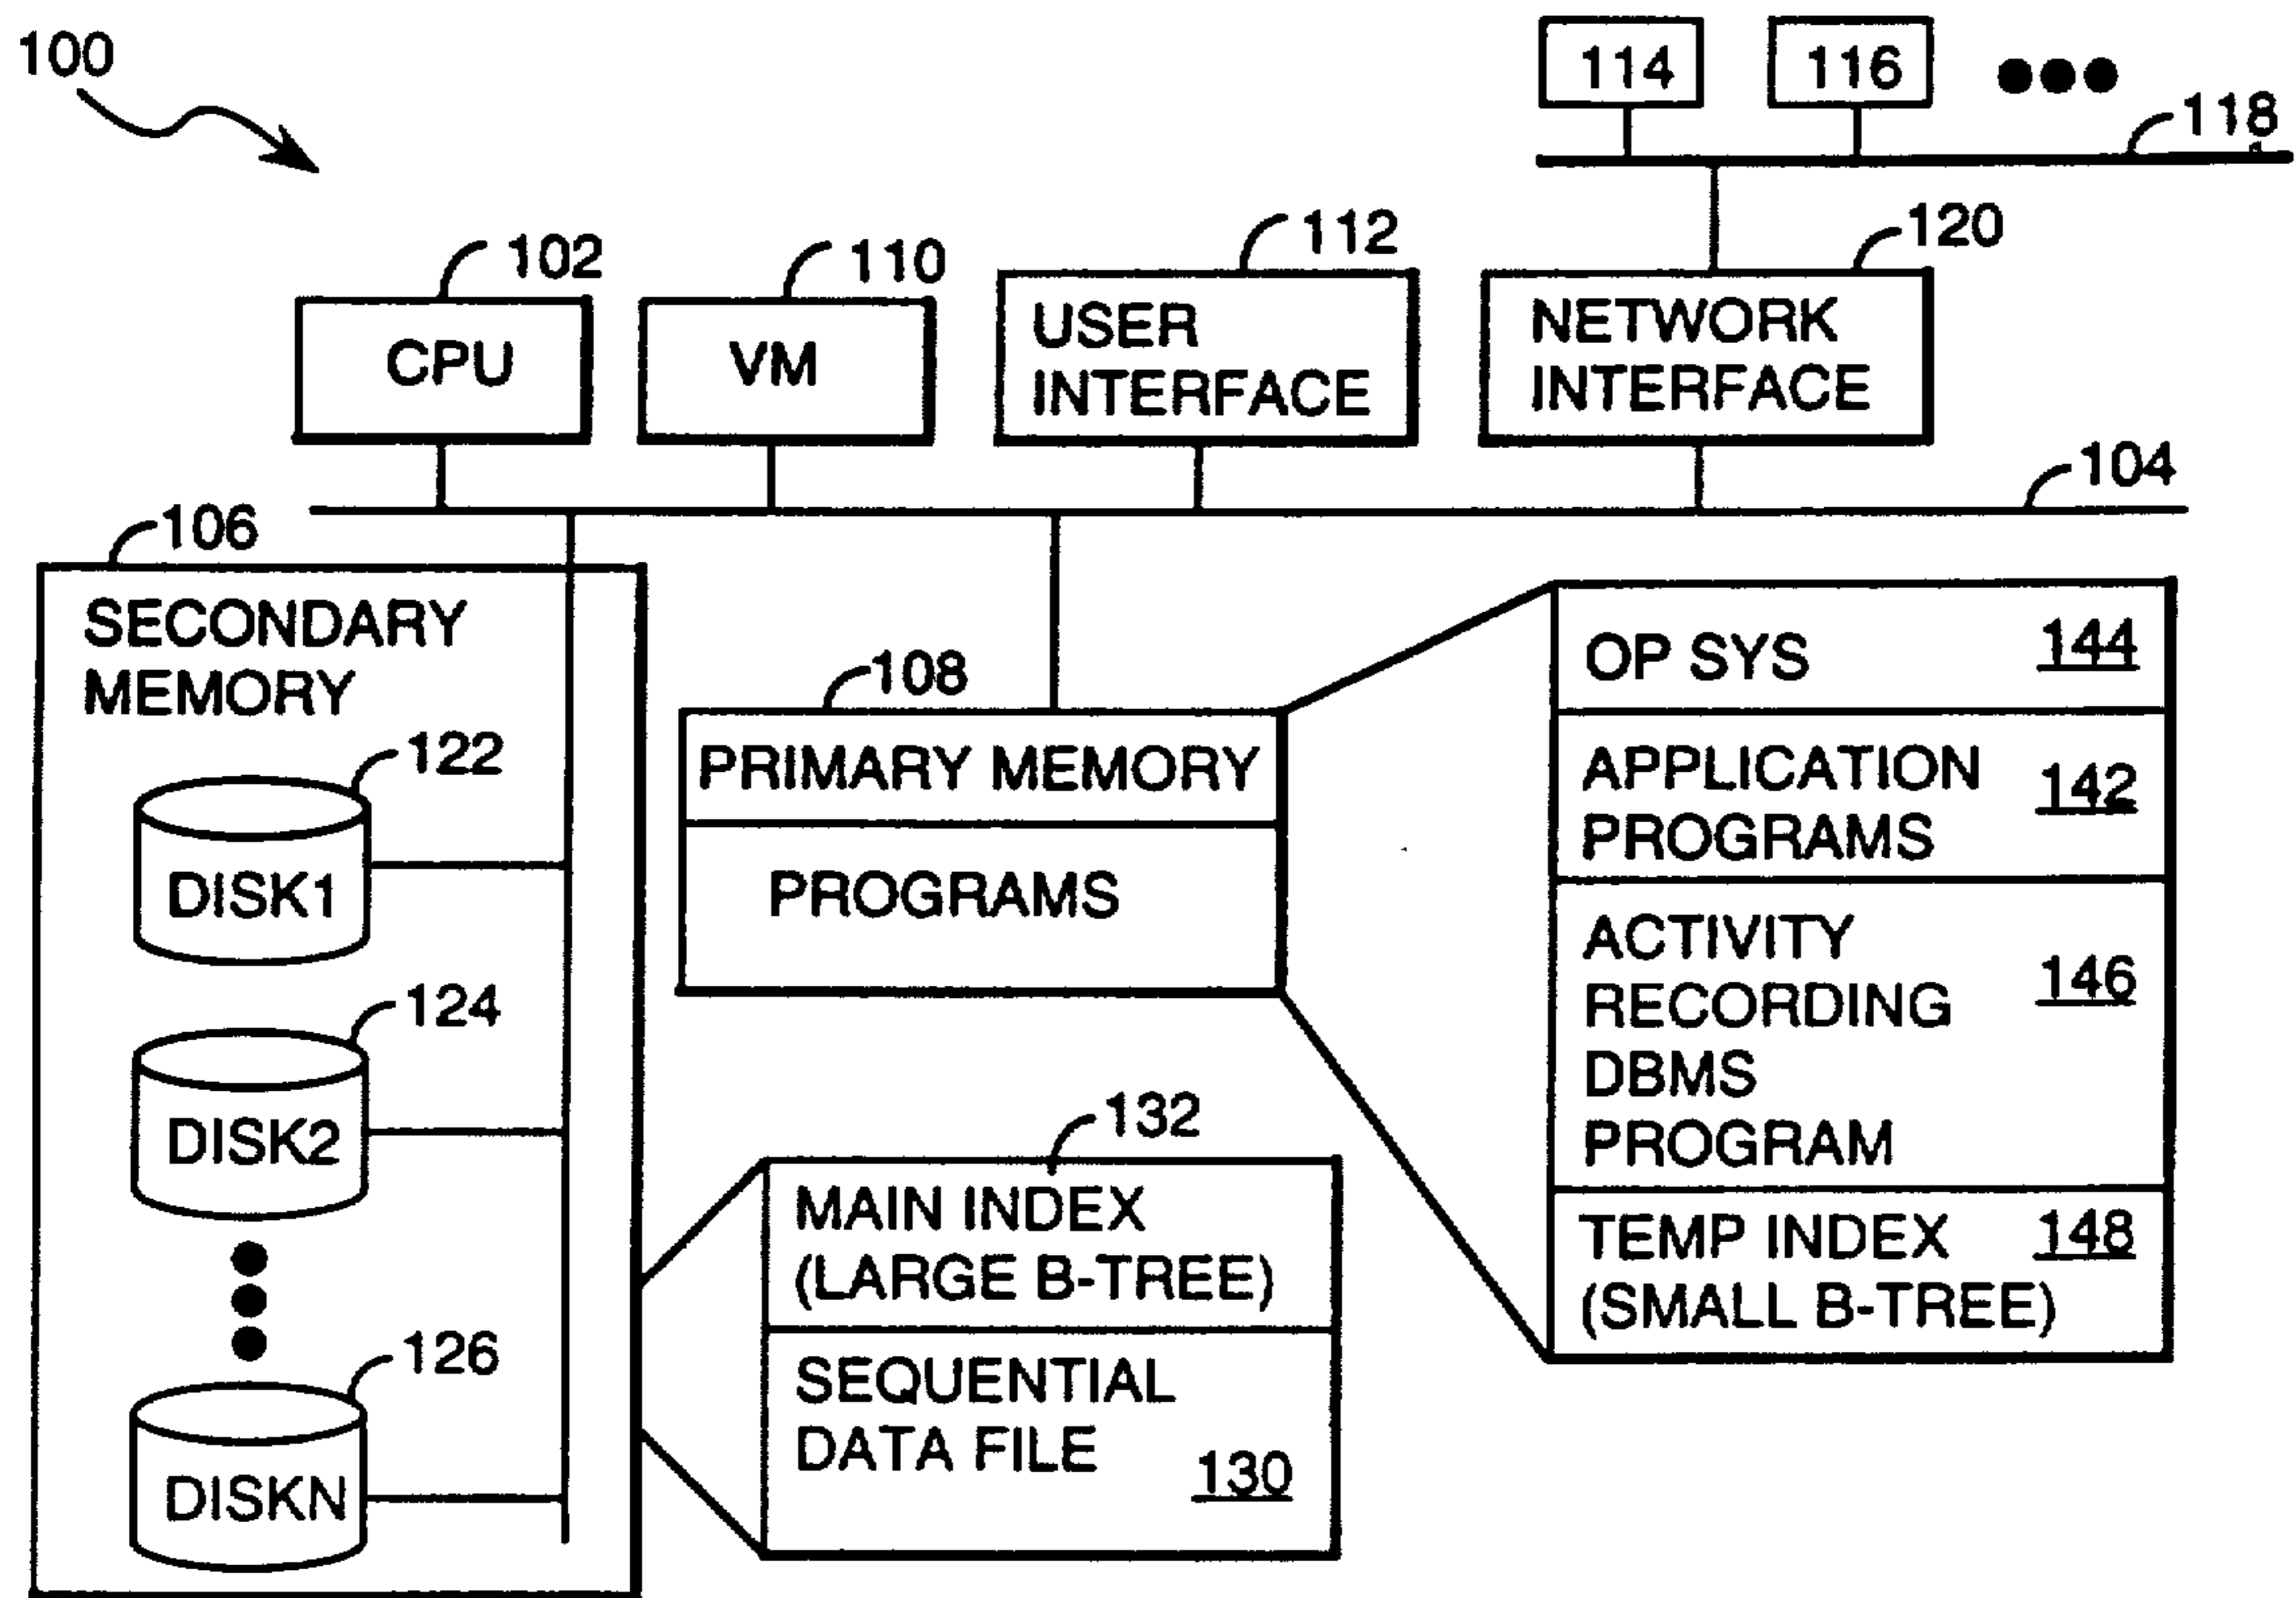 100
114
116
118
102
110
112
120
CPU
VM
USER
INTERFACE
NETWORK
INTERFACE
104
106
SECONDARY
MEMORY
122
DISK1
124
DISK2
126
DISKN
108
PRIMARY MEMORY
PROGRAMS
132
MAIN INDEX
(LARGE B-TREE)
SEQUENTIAL
DATA FILE
130
OP SYS 144
APPLICATION 142
PROGRAMS
ACTIVITY
RECORDING 146
DBMS
PROGRAM
TEMP INDEX 148
(SMALL B-TREE)